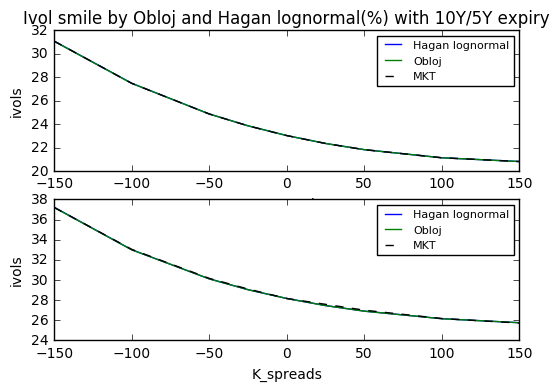 Ivol smile by Obloj and Hagan lognormal(%) with 10Y/5Y expiry
32
30
28
26
24
22
20
ivols
Hagan lognormal
Obloj
MKT
−150 −100 −50 0 50 100 150
38
36
34
32
30
28
26
24
ivols
Hagan lognormal
Obloj
MKT
−150 −100 −50 0 50 100 150
K_spreads